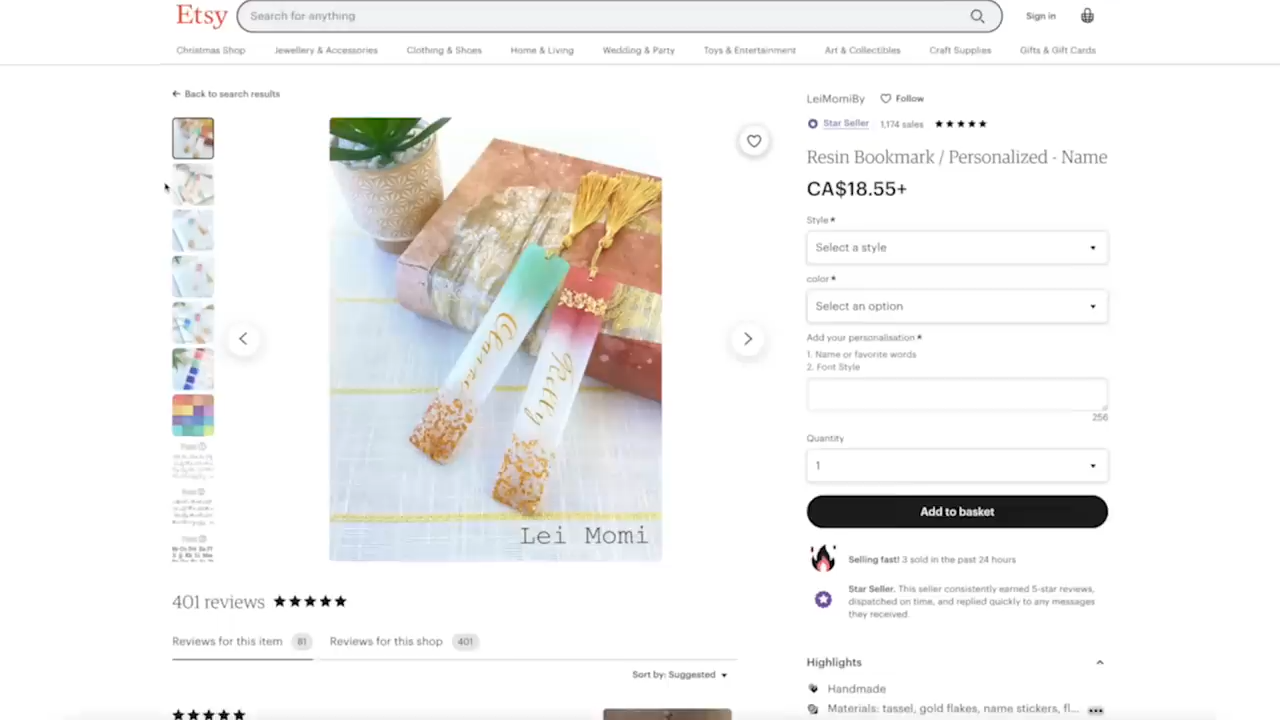 Etsy
Search for anything
Sign in
Christmas Shop
Jewellery & Accessories
Clothing & Shoes
Home & Living
Wedding & Party
Toys & Entertainment
Art & Collectibles
Craft Supplies
Gifts & Gift Cards
Back to search results
LeiMomiBy
Follow
Star Seller
1,174 sales
Resin Bookmark / Personalized - Name
CA$18.55+
Style*
Select a style
color*
Select an option
Add your personalisation *
1. Name or favorite words
2. Font Style
256
Quantity
1
Add to basket
Selling fast! 3 sold in the past 24 hours
Star Seller. This seller consistently earned 5-star reviews,
dispatched on time, and replied quickly to any messages
they received.
Highlights
Handmade
Materials: tassel, gold flakes, name stickers, fl...
Lei Momi
401 reviews
Reviews for this item 81
Reviews for this shop 401
Sort by: Suggested